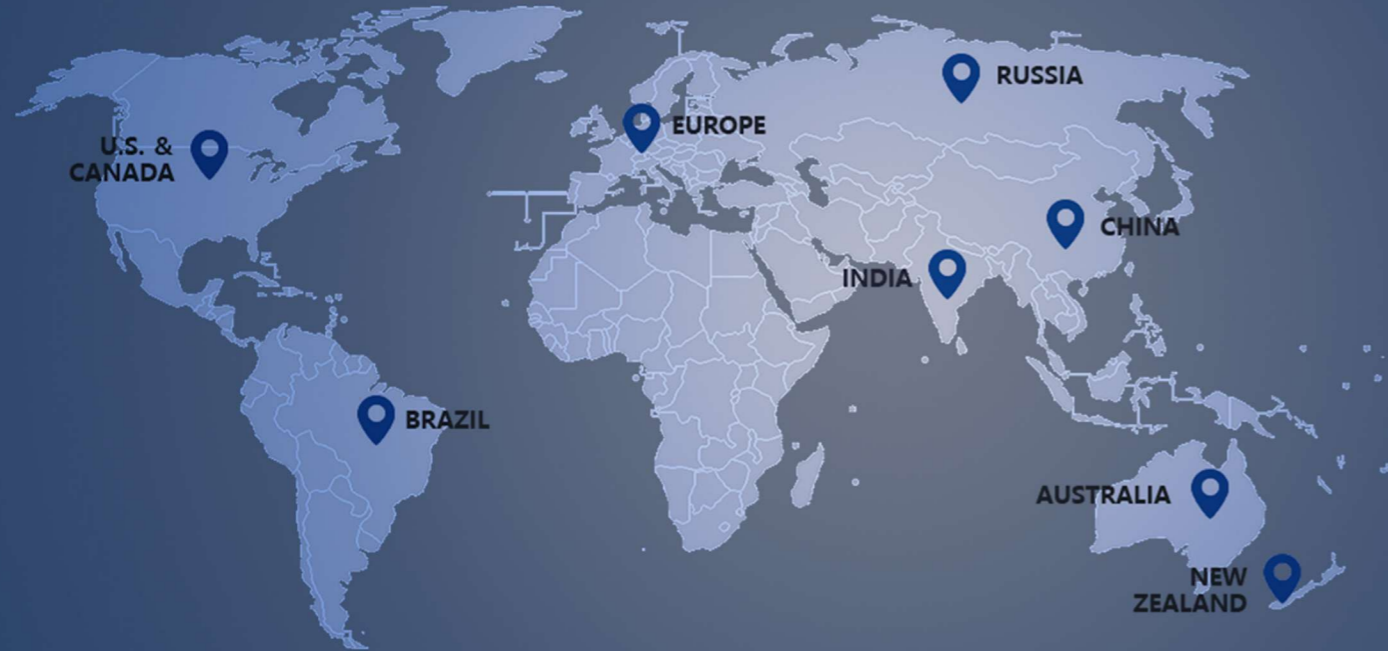 RUSSIA
EUROPE
U.S. &
CANADA
CHINA
INDIA
BRAZIL
AUSTRALIA
NEW
ZEALAND